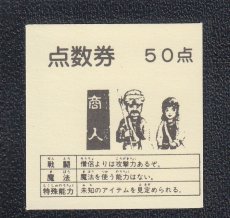 点数券 50点
商人
戦闘 僧侶よりは攻撃力あるぞ。
魔法 魔法を使う能力はない。
特殊能力 未知のアイテムを見定められる。